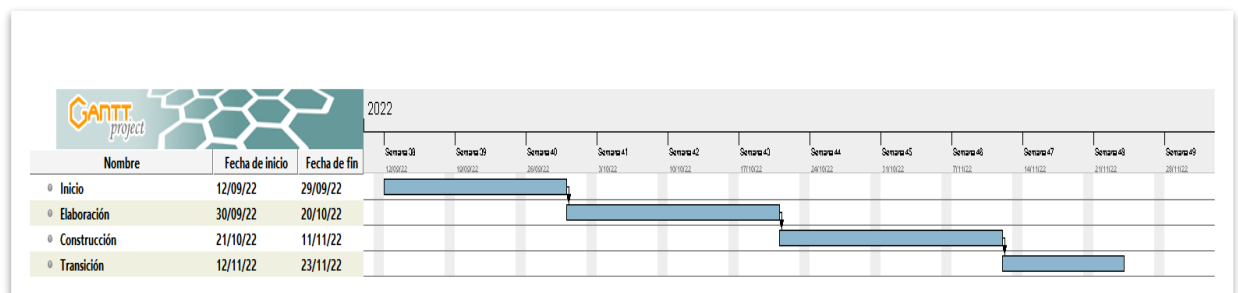 GANTT
project
2022
Semana 38 Semana 39 Semana 40 Semana 41 Semana 42 Semana 43 Semana 44 Semana 45 Semana 46 Semana 47 Semana 48 Semana 49
12/09/22 19/09/22 26/09/22 3/10/22 10/10/22 17/10/22 24/10/22 31/10/22 7/11/22 14/11/22 21/11/22 28/11/22
Nombre Fecha de inicio Fecha de fin
Inicio 12/09/22 29/09/22
Elaboración 30/09/22 20/10/22
Construcción 21/10/22 11/11/22
Transición 12/11/22 23/11/22